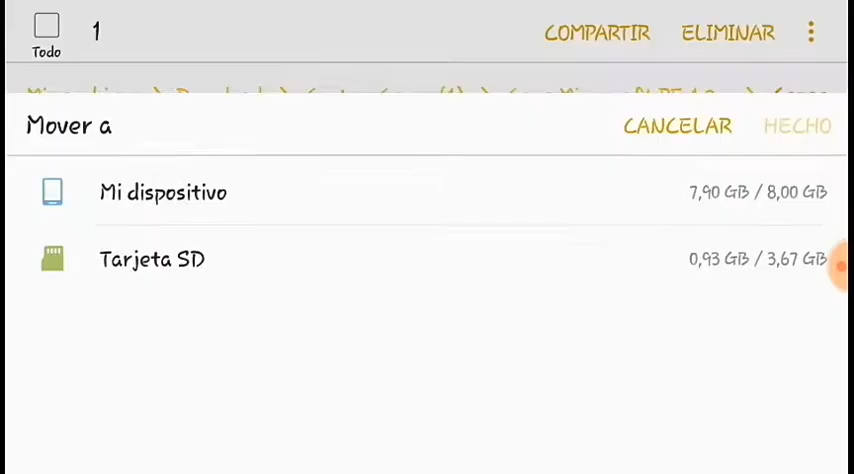 1
COMPARTIR
ELIMINAR
Todo
Mover a
CANCELAR
HECHO
Mi dispositivo
7,90 GB / 8,00 GB
Tarjeta SD
0,93 GB / 3,67 GB